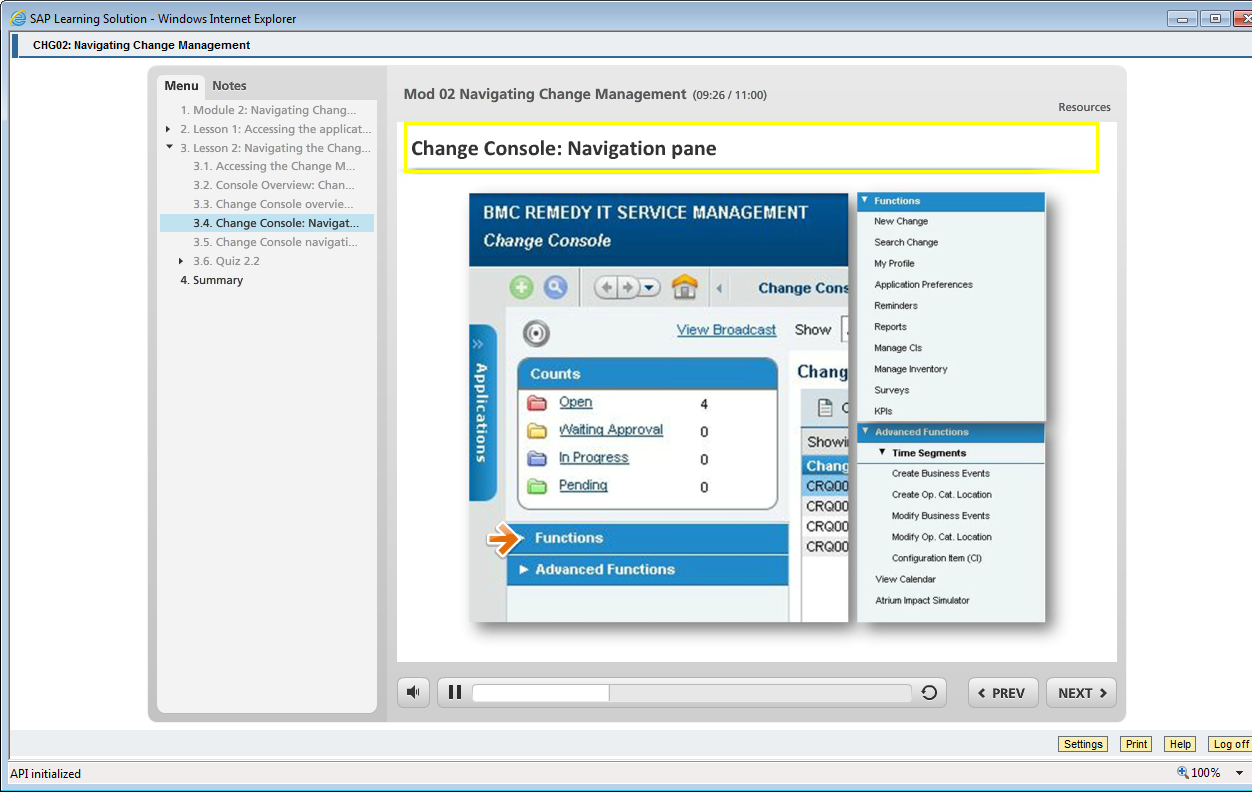 SAP Learning Solution - Windows Internet Explorer
CHG02: Navigating Change Management
Menu Notes
1. Module 2: Navigating Chang...
2. Lesson 1: Accessing the applicat...
3. Lesson 2: Navigating the Chang...
3.1. Accessing the Change M...
3.2. Console Overview: Chan...
3.3. Change Console overvie...
3.4. Change Console: Navigat...
3.5. Change Console navigati...
3.6. Quiz 2.2
4. Summary
Mod 02 Navigating Change Management (09:26 / 11:00)
Resources
Change Console: Navigation pane
BMC REMEDY IT SERVICE MANAGEMENT
Change Console
Change Cons
View Broadcast Show
Applications
Counts
Open 4
Waiting Approval 0
In Progress 0
Pending 0
Functions
Advanced Functions
Chang
C
Showi
Chang
CRQ00
CRQ00
CRQ00
CRQ00
Functions
New Change
Search Change
My Profile
Application Preferences
Reminders
Reports
Manage CIs
Manage Inventory
Surveys
KPIs
Advanced Functions
Time Segments
Create Business Events
Create Op. Cat. Location
Modify Business Events
Modify Op. Cat. Location
Configuration Item (CI)
View Calendar
Atrium Impact Simulator
PREV NEXT
Settings Print Help Log off
API initialized
100%